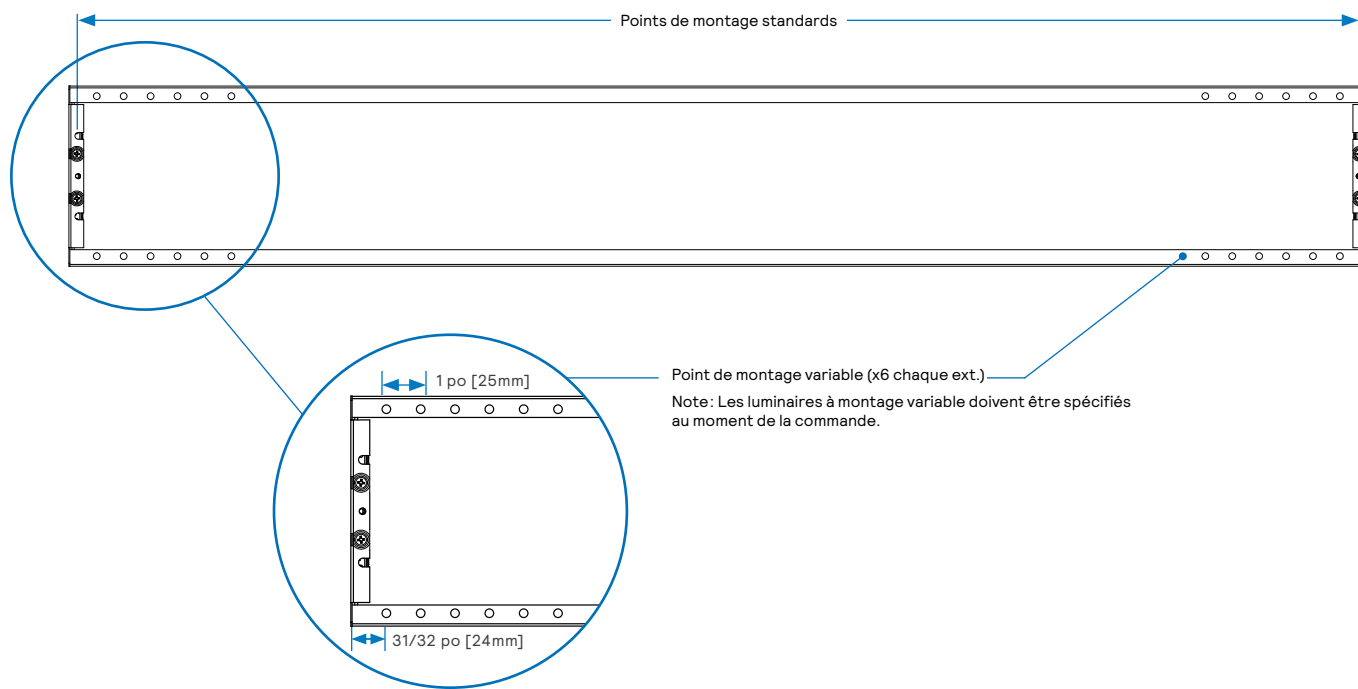 Points de montage standards
1 po [25mm]
Point de montage variable (x6 chaque ext.)
Note: Les luminaires à montage variable doivent être spécifiés
au moment de la commande.
31/32 po [24mm]